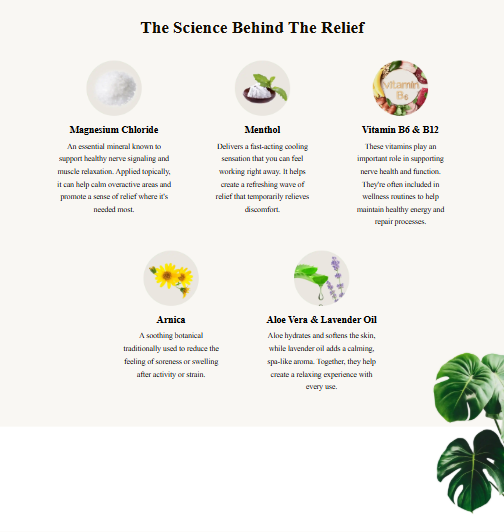 The Science Behind The Relief
Magnesium Chloride
An essential mineral known to
support healthy nerve signaling and
muscle relaxation. Applied topically,
it can help calm overactive areas and
promote a sense of relief where it's
needed most.
Menthol
Delivers a fast-acting cooling
sensation that you can feel
working right away. It helps
create a refreshing wave of
relief that temporarily relieves
discomfort.
vitamin
B6
Vitamin B6 & B12
These vitamins play an
important role in supporting
nerve health and function.
They're often included in
wellness routines to help
maintain healthy energy and
repair processes.
Arnica
A soothing botanical
traditionally used to reduce the
feeling of soreness or swelling
after activity or strain.
Aloe Vera & Lavender Oil
Aloe hydrates and softens the skin,
while lavender oil adds a calming,
spa-like aroma. Together, they help
create a relaxing experience with
every use.